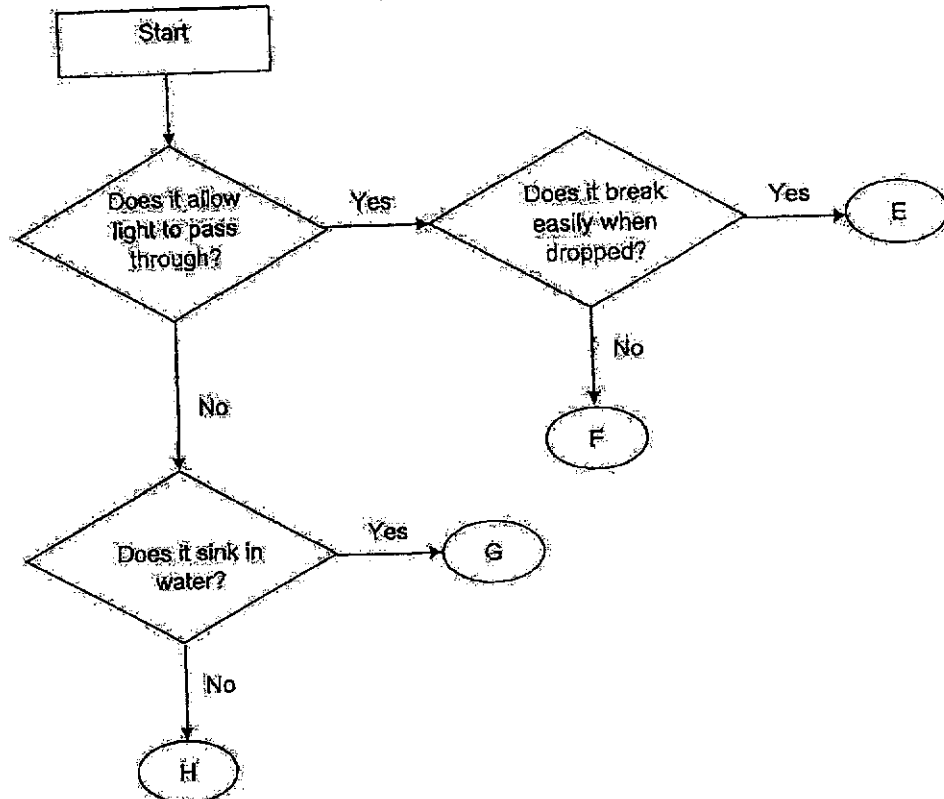 Start
Does it allow
light to pass
through?
Yes
Does it break
easily when
dropped?
Yes
E
No
F
No
Does it sink in
water?
Yes
G
No
H